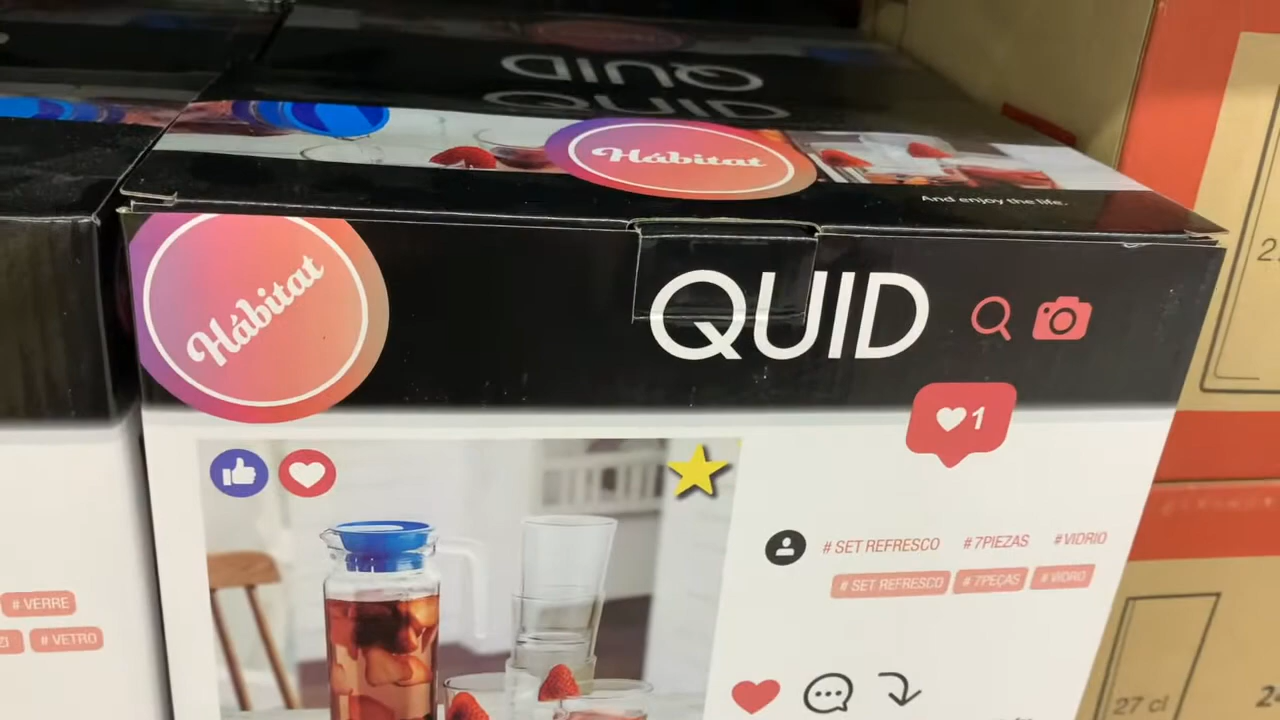 QUID
QUID
Hábitat
And enjoy the life.
Hábitat
QUID
1
# SET REFRESCO # 7PIEZAS # VIDRIO
# SET REFRESCO # 7PEÇAS # VIDRO
# VERRE
# VETRO
27 cl